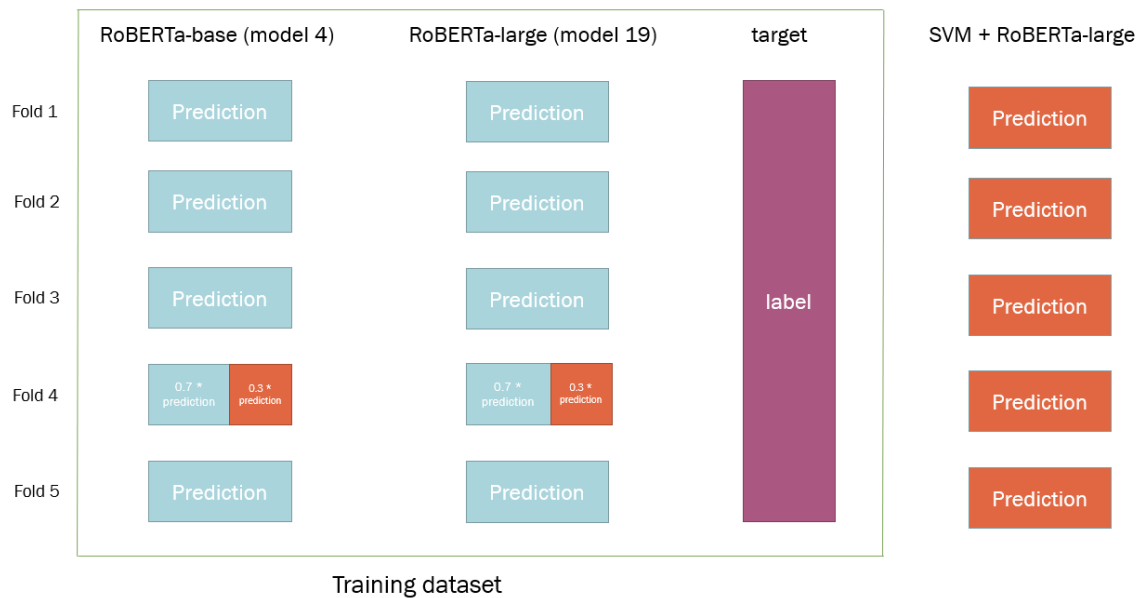 RoBERTa-base (model 4) RoBERTa-large (model 19) target SVM + RoBERTa-large
Fold 1 Prediction Prediction Prediction
Fold 2 Prediction Prediction Prediction
Fold 3 Prediction Prediction label Prediction
Fold 4 0.7 * 0.3 * 0.7 * 0.3 * Prediction
prediction prediction prediction prediction
Fold 5 Prediction Prediction Prediction
Training dataset